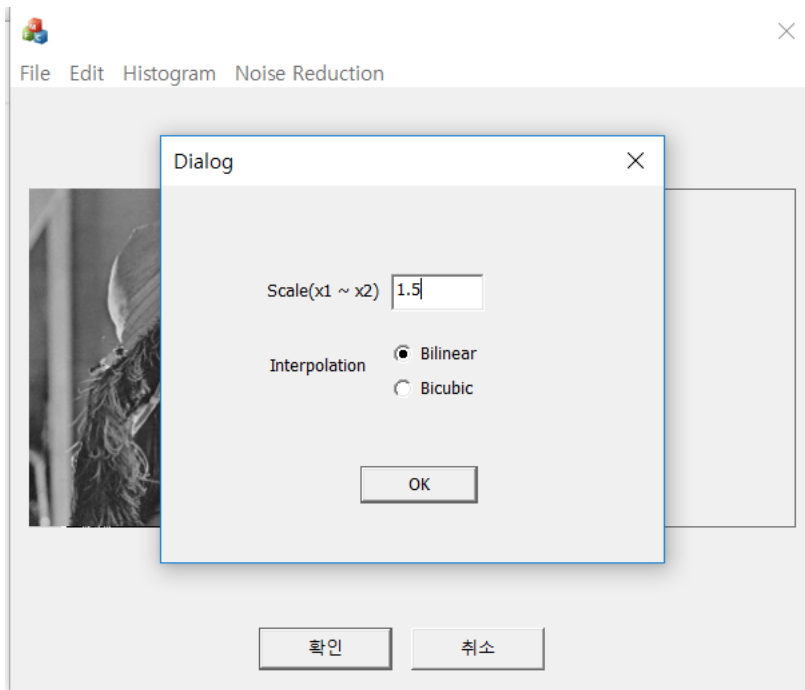 File Edit Histogram Noise Reduction
Dialog
Scale(x1 ~ x2) 1.5
Interpolation
Bilinear
Bicubic
OK
확인 취소